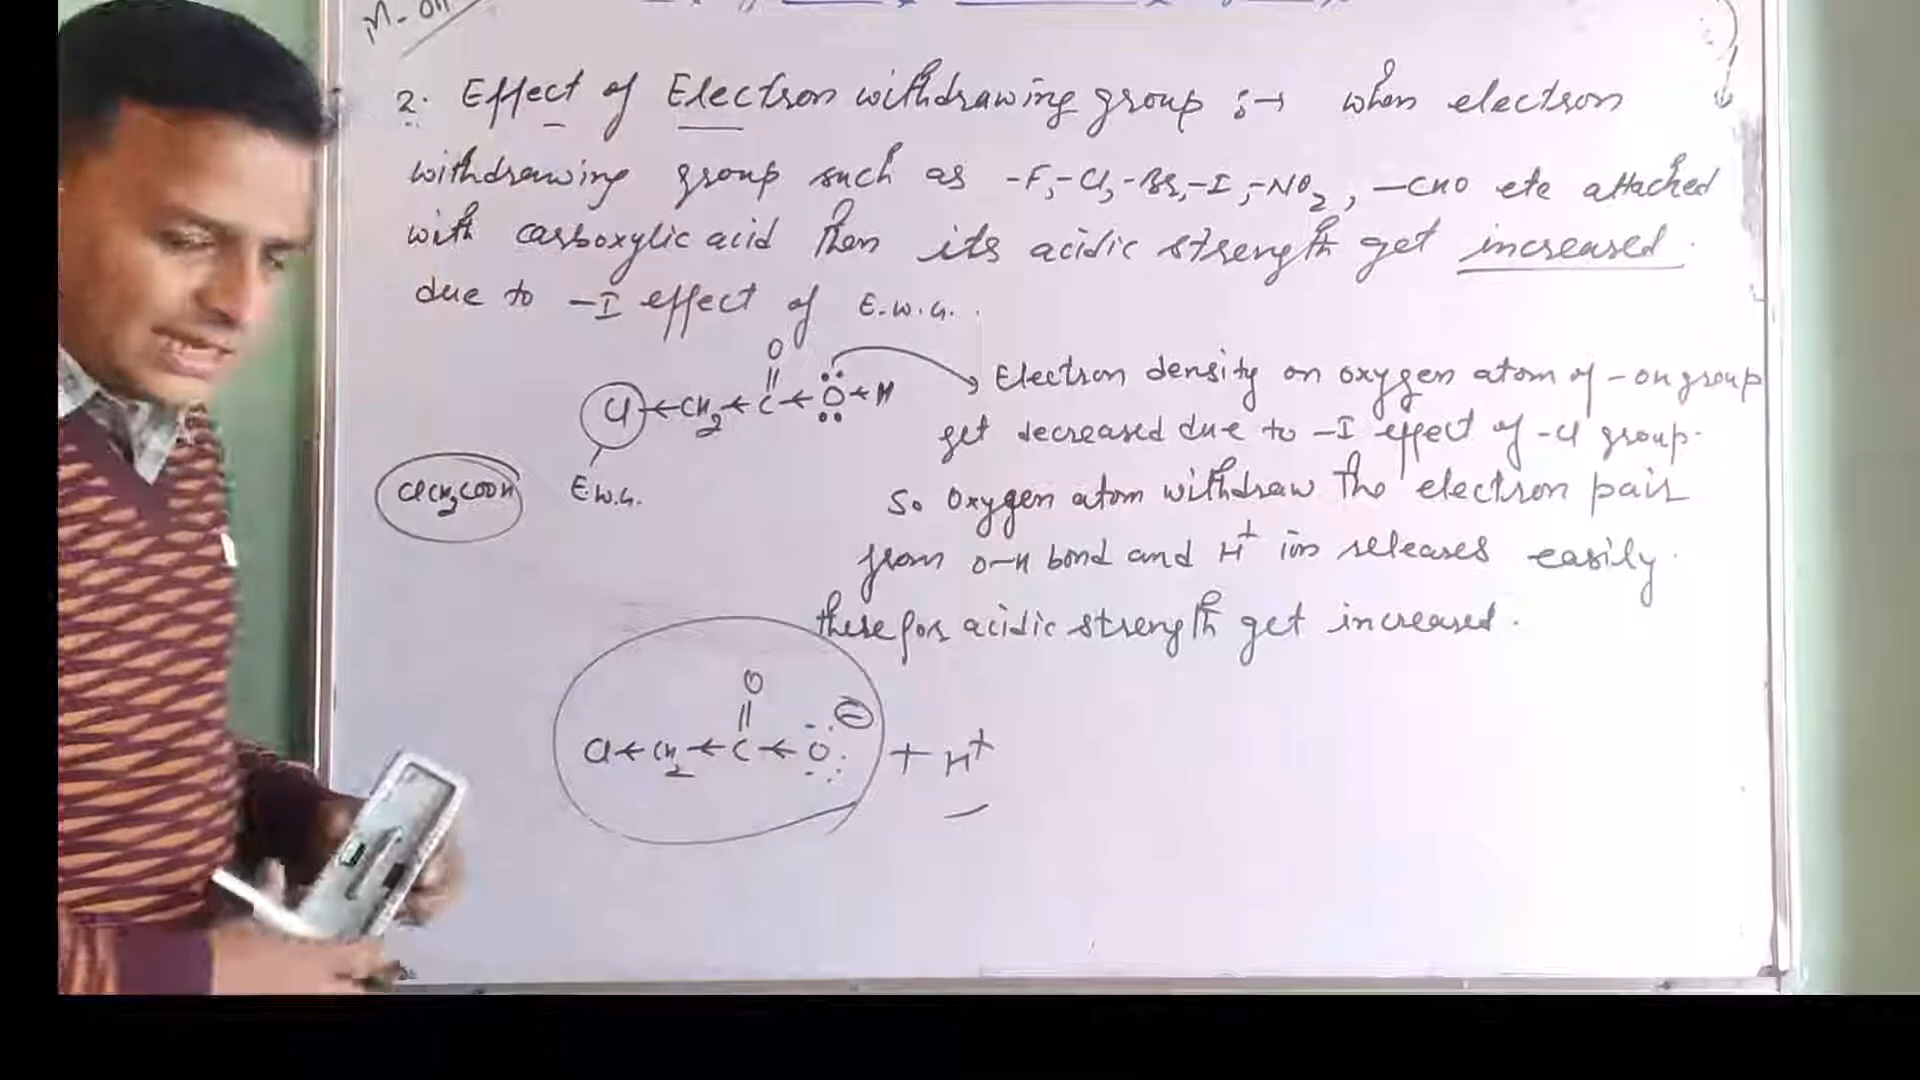 M-Oll
2. Effect of Electron withdrawing group :→ when electron
withdrawing group such as -F,-Cl,-Br,-I,-NO2, -CHO etc attached
with carboxylic acid then its acidic strength get increased.
due to -I effect of E.W.G.
O
||
Cl←CH2←C←O←H
Electron density on oxygen atom of -OH group
get decreased due to -I effect of -Cl group.
ClCH2COOH
E.W.G.
So Oxygen atom withdraw the electron pair
from O-H bond and H+ ion releases easily.
therefor acidic strength get increased.
O
||
Cl←CH2←C←O⊖ + H+